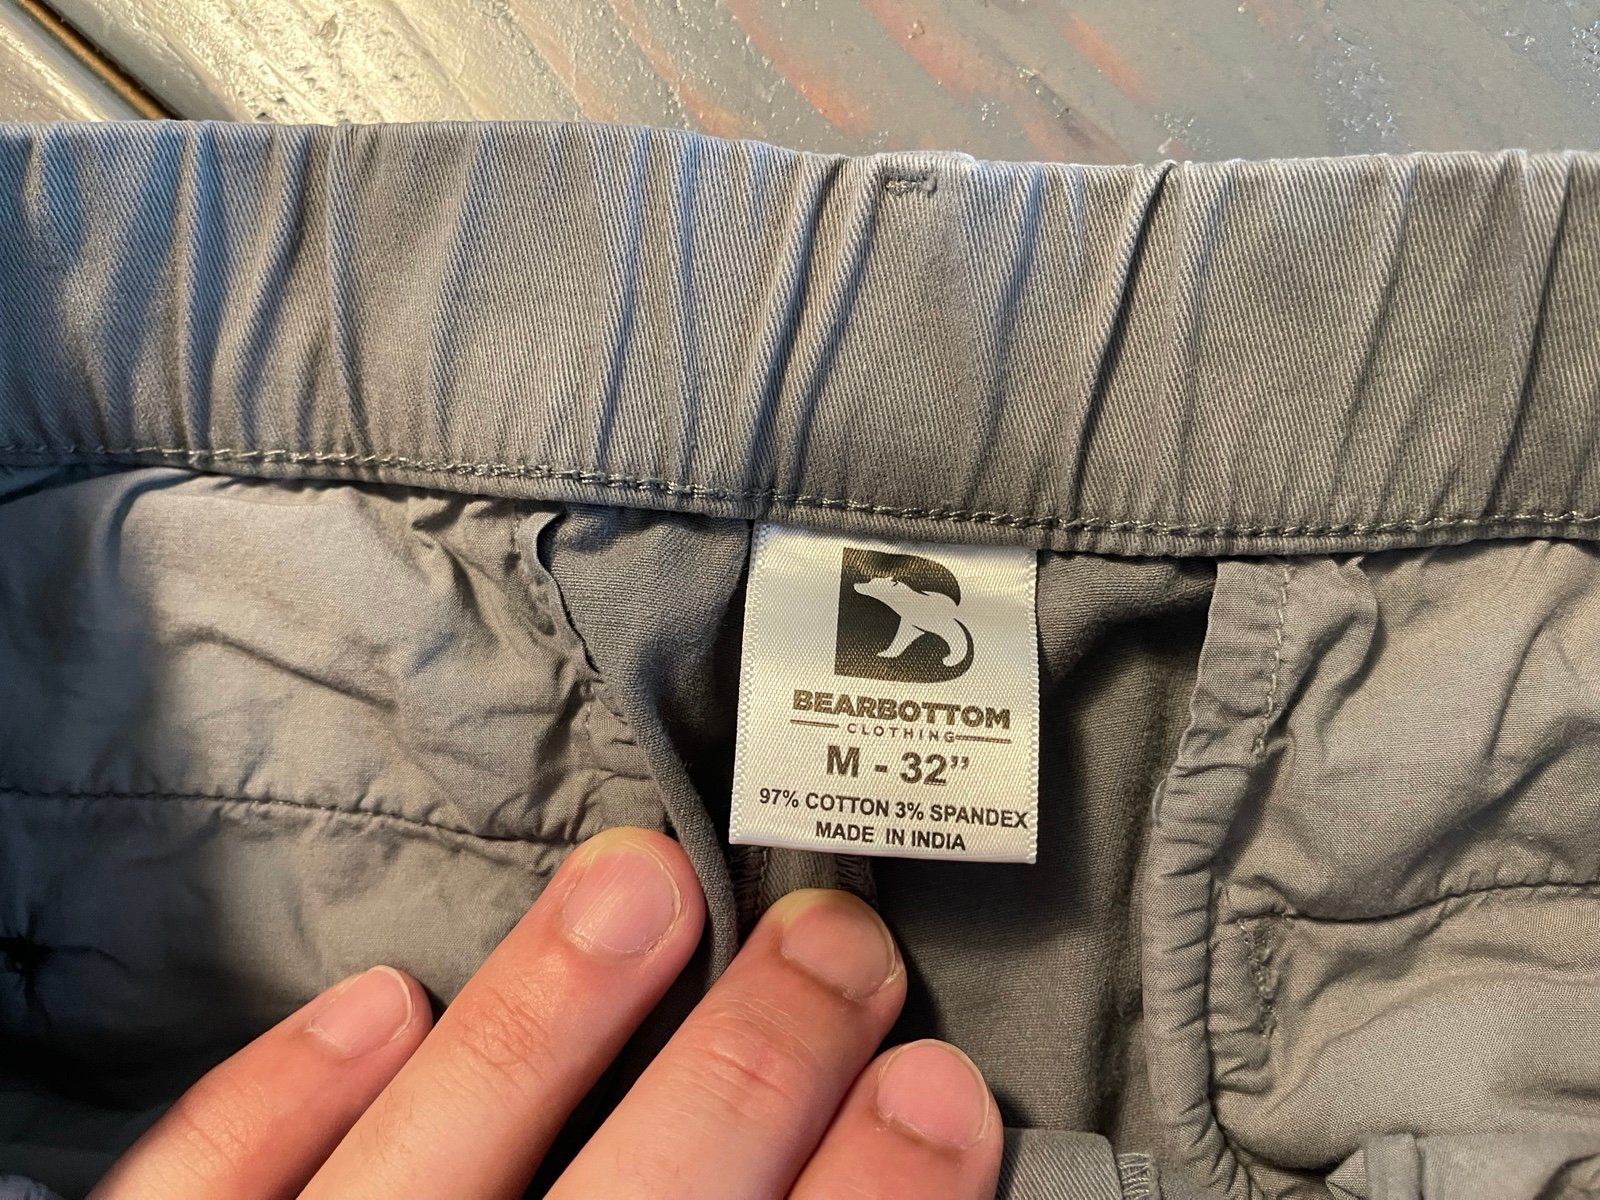 B
BEARBOTTOM
CLOTHING
M - 32”
97% COTTON 3% SPANDEX
MADE IN INDIA